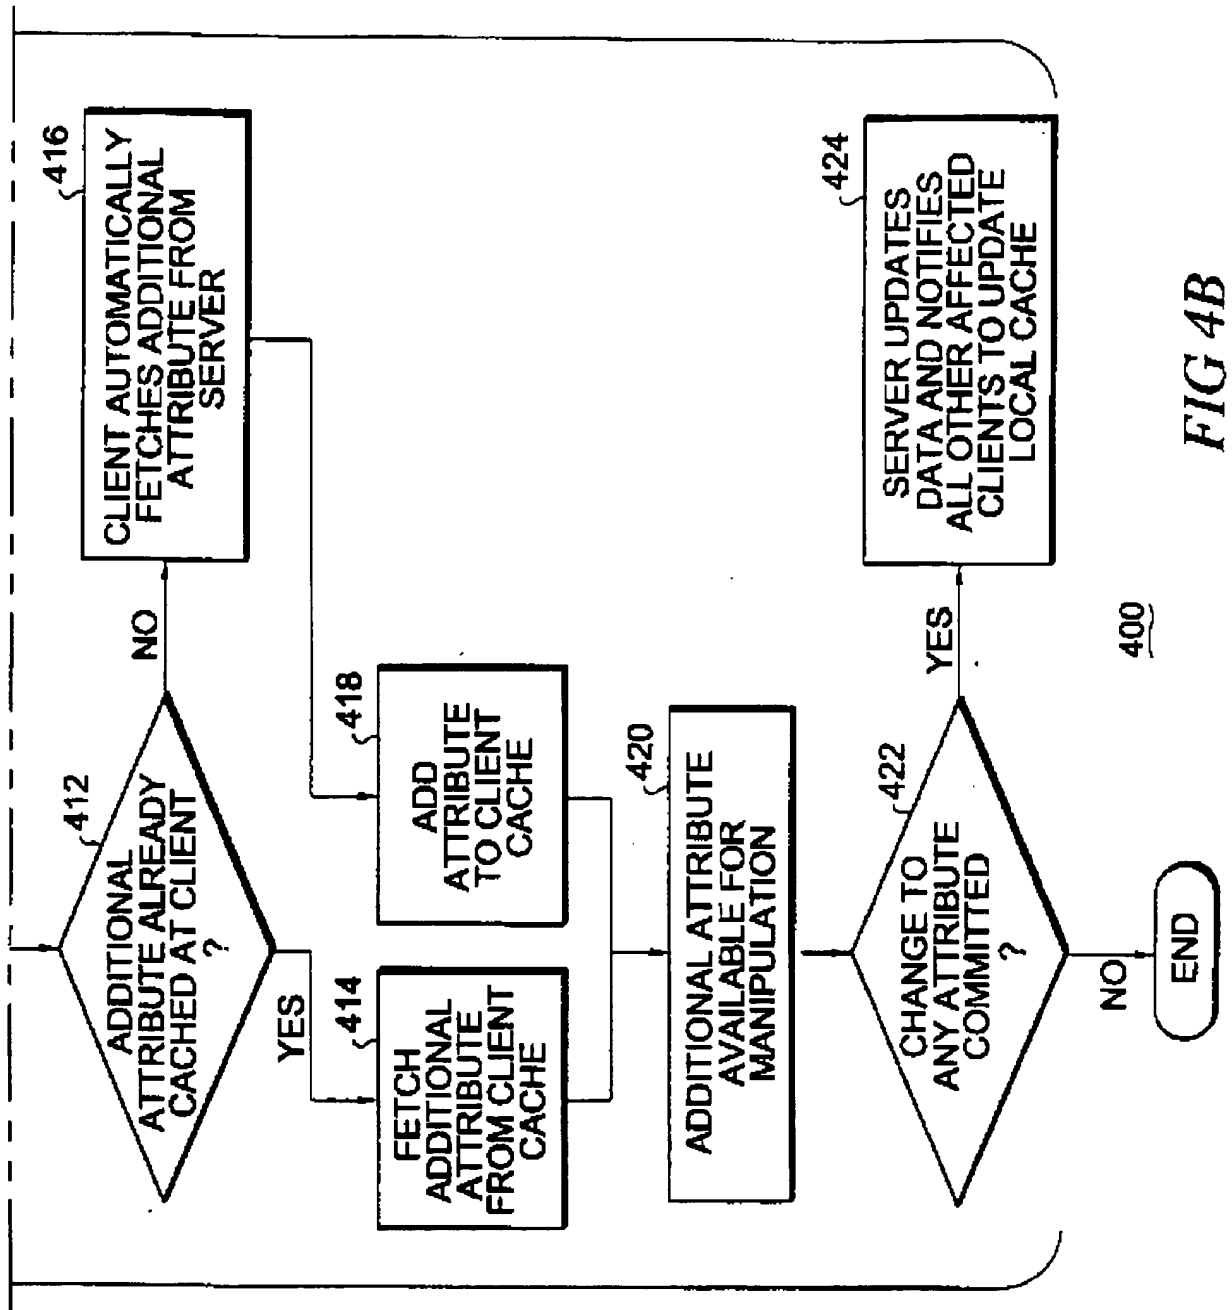 412
ADDITIONAL
ATTRIBUTE ALREADY
CACHED AT CLIENT
?
NO
416
CLIENT AUTOMATICALLY
FETCHES ADDITIONAL
ATTRIBUTE FROM
SERVER
YES
414
FETCH
ADDITIONAL
ATTRIBUTE
FROM CLIENT
CACHE
418
ADD
ATTRIBUTE
TO CLIENT
CACHE
420
ADDITIONAL ATTRIBUTE
AVAILABLE FOR
MANIPULATION
422
CHANGE TO
ANY ATTRIBUTE
COMMITTED
?
YES
424
SERVER UPDATES
DATA AND NOTIFIES
ALL OTHER AFFECTED
CLIENTS TO UPDATE
LOCAL CACHE
NO
END
400
FIG 4B